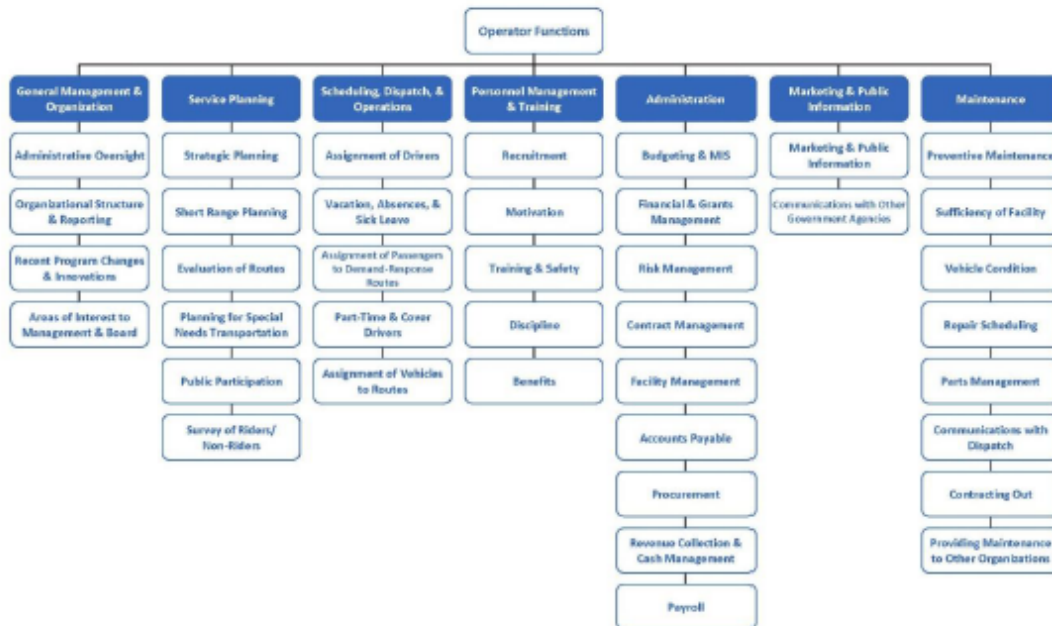 Operator Functions
General Management &
Organization
Administrative Oversight
Organizational Structure
& Reporting
Recent Program Changes
& Innovations
Areas of Interest to
Management & Board
Service Planning
Strategic Planning
Short Range Planning
Evaluation of Routes
Planning for Special
Needs Transportation
Public Participation
Survey of Riders/
Non-Riders
Scheduling, Dispatch, &
Operations
Assignment of Drivers
Vacation, Absences, &
Sick Leave
Assignment of Passengers
to Demand-Response
Routes
Part-Time & Cover
Drivers
Assignment of Vehicles
to Routes
Personnel Management
& Training
Recruitment
Motivation
Training & Safety
Discipline
Benefits
Administration
Budgeting & MIS
Financial & Grants
Management
Risk Management
Contract Management
Facility Management
Accounts Payable
Procurement
Revenue Collection &
Cash Management
Payroll
Marketing & Public
Information
Marketing & Public
Information
Communications with Other
Government Agencies
Maintenance
Preventive Maintenance
Sufficiency of Facility
Vehicle Condition
Repair Scheduling
Parts Management
Communications with
Dispatch
Contracting Out
Providing Maintenance
to Other Organizations